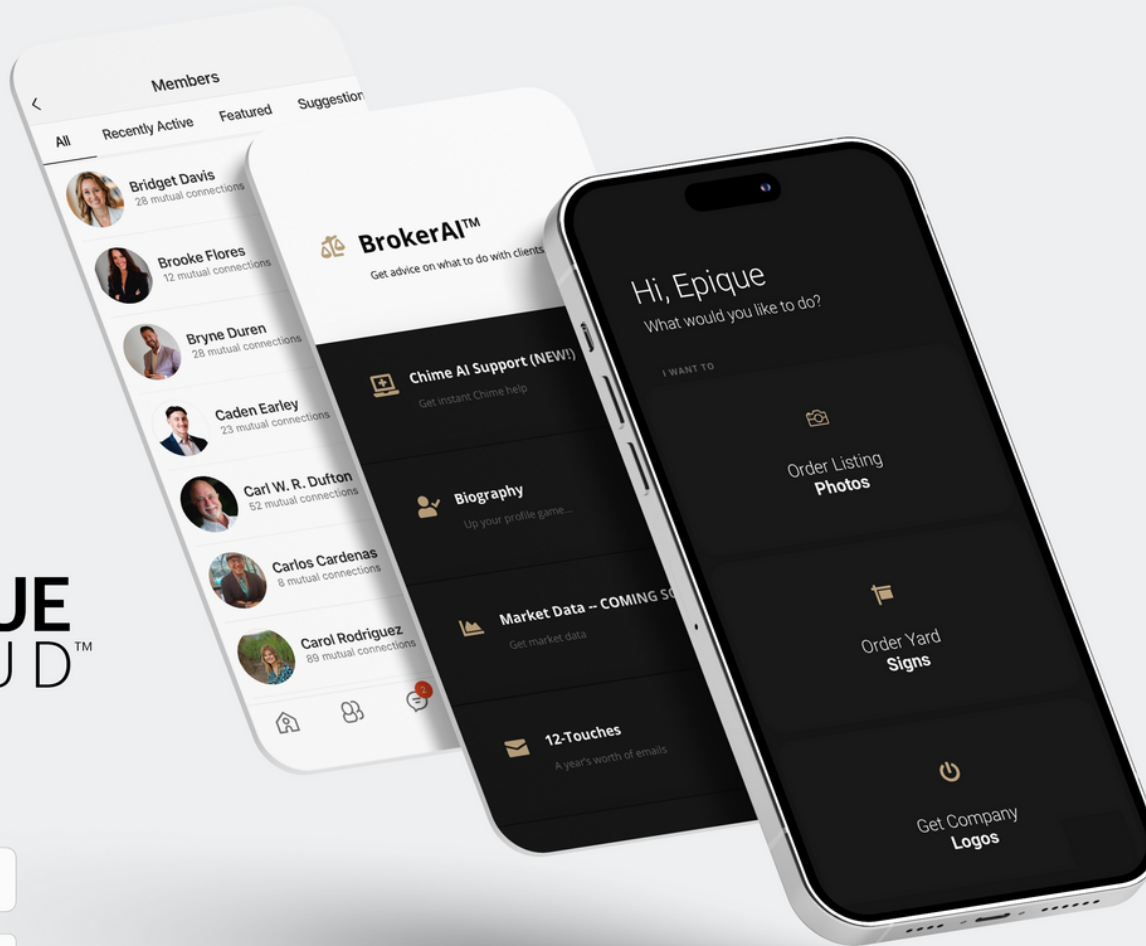 Members
All
Recently Active
Featured
Suggestion
Bridget Davis
28 mutual connections
Brooke Flores
12 mutual connections
Bryne Duren
28 mutual connections
Caden Earley
23 mutual connections
Carl W. R. Dufton
52 mutual connections
Carlos Cardenas
8 mutual connections
Carol Rodriguez
89 mutual connections
2
BrokerAI™
Get advice on what to do with clients
Chime AI Support (NEW!)
Get instant Chime help
Biography
Up your profile game...
Market Data -- COMING SO
Get market data
12-Touches
A year's worth of emails
Hi, Epique
What would you like to do?
I WANT TO
Order Listing
Photos
Order Yard
Signs
Get Company
Logos
UE
UD™